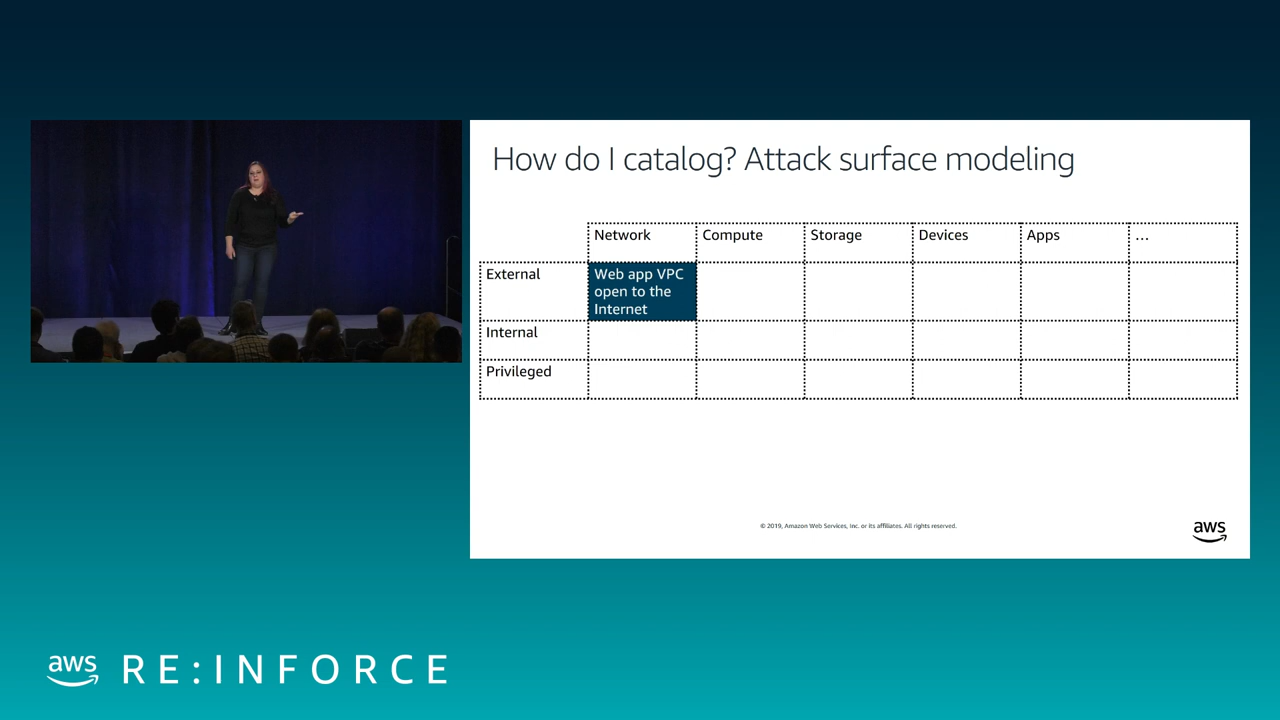 How do I catalog? Attack surface modeling
Network Compute Storage Devices Apps ...
External
Web app VPC
open to the
Internet
Internal
Privileged
© 2019, Amazon Web Services, Inc. or its affiliates. All rights reserved.
aws
aws RE:INFORCE